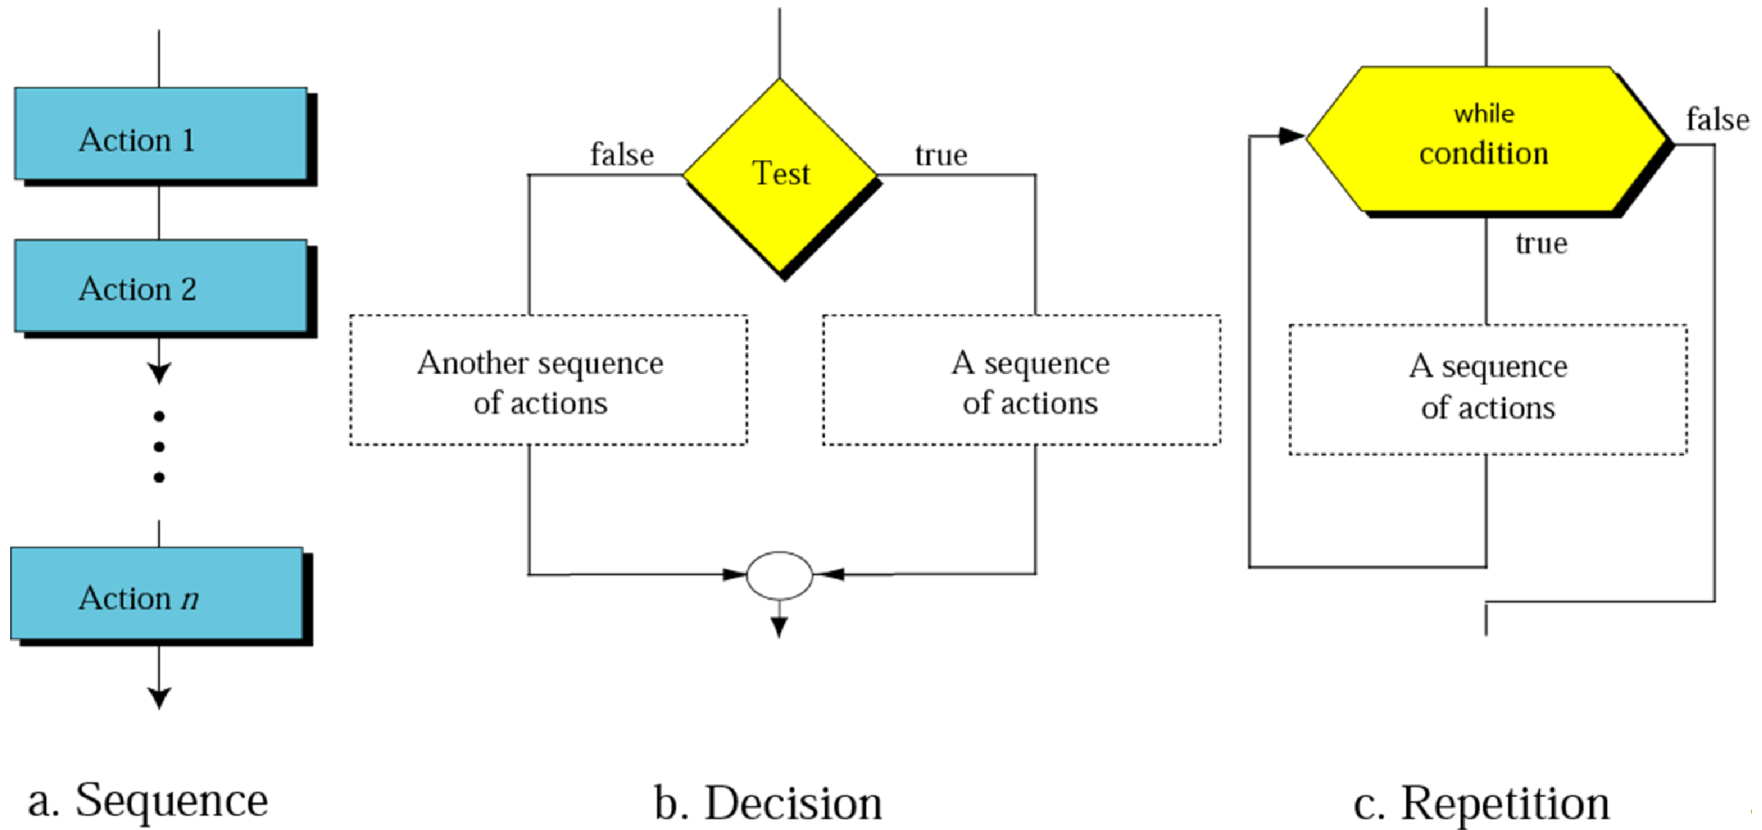 Action 1
Action 2
Action n
a. Sequence
false
true
Test
Another sequence
of actions
A sequence
of actions
b. Decision
while
condition
false
true
A sequence
of actions
c. Repetition